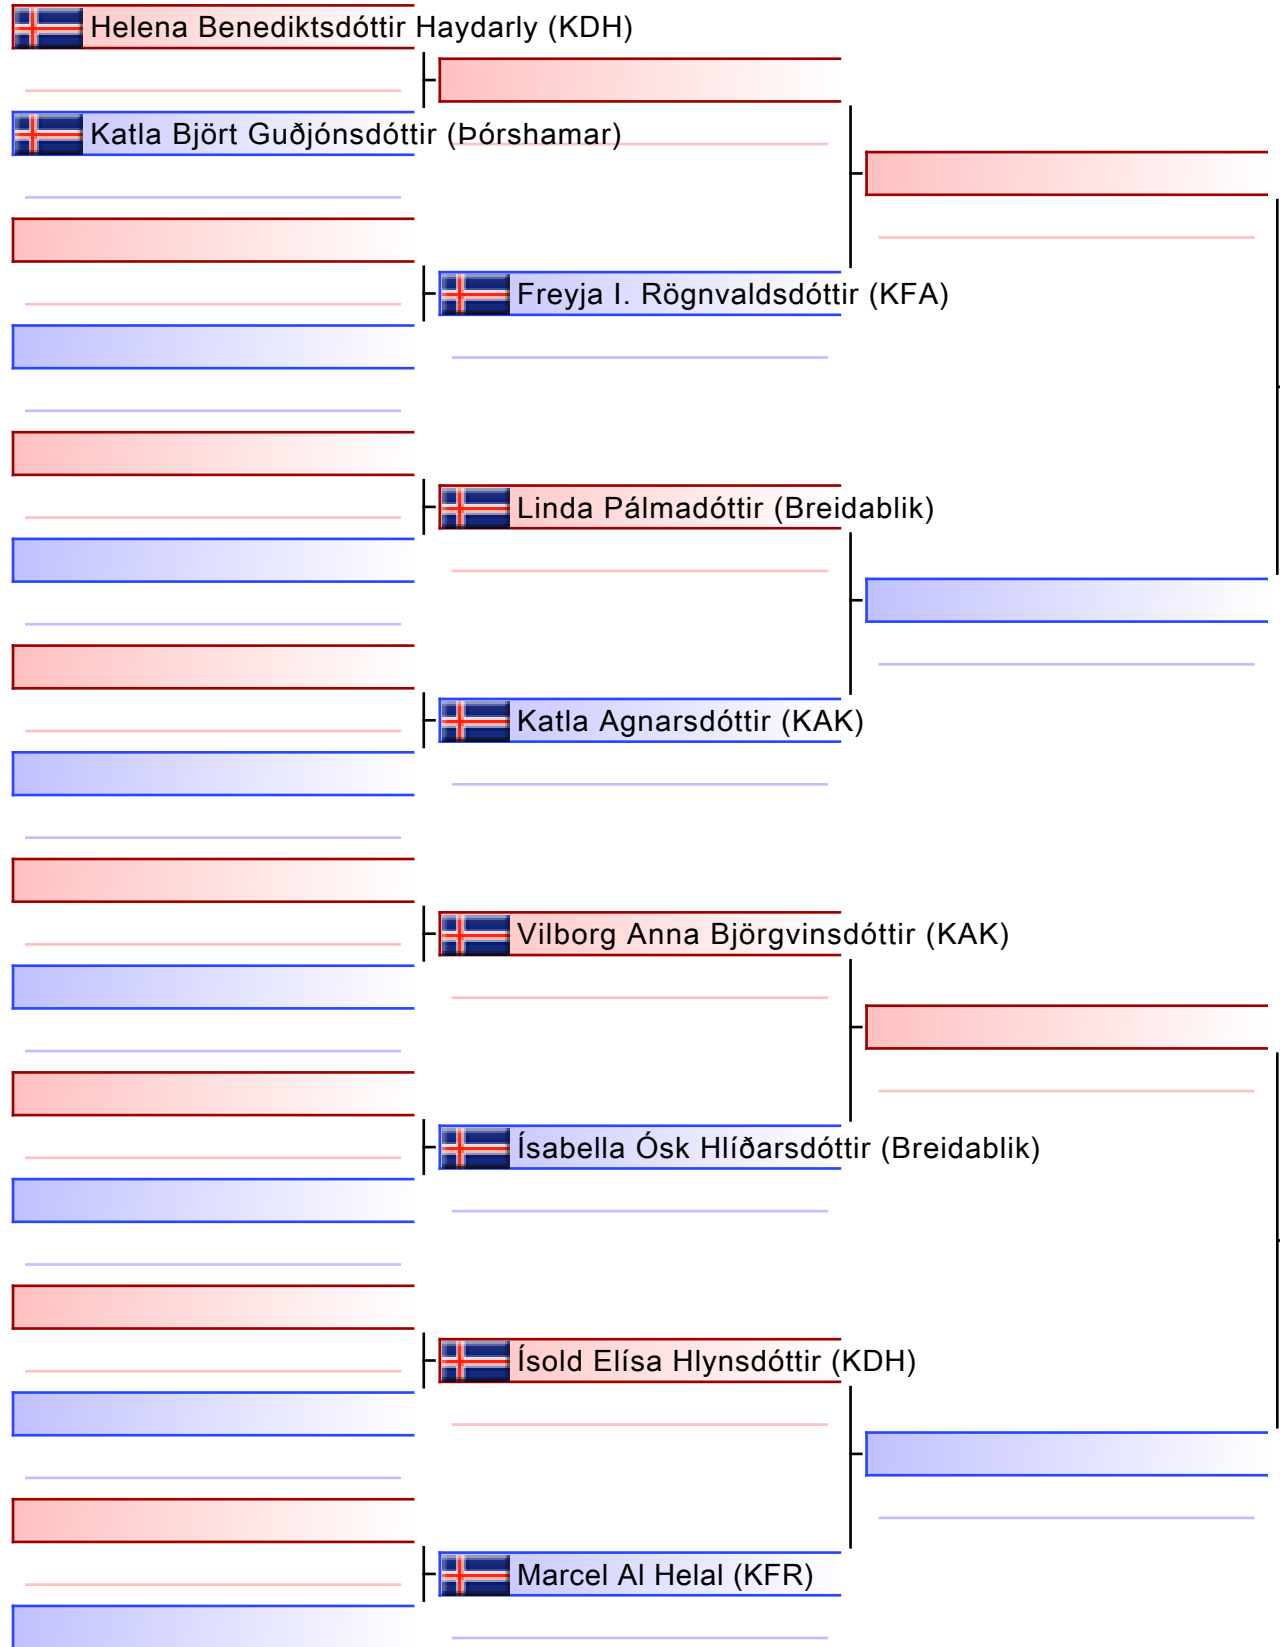 Helena Benediktsdóttir Haydarly (KDH)
Katla Björt Guðjónsdóttir (Þórshamar)
Freyja I. Rögnvaldsdóttir (KFA)
Linda Pálmadóttir (Breidablik)
Katla Agnarsdóttir (KAK)
Vilborg Anna Björgvinsdóttir (KAK)
Ísabella Ósk Hlíðarsdóttir (Breidablik)
Ísold Elísa Hlynsdóttir (KDH)
Marcel Al Helal (KFR)